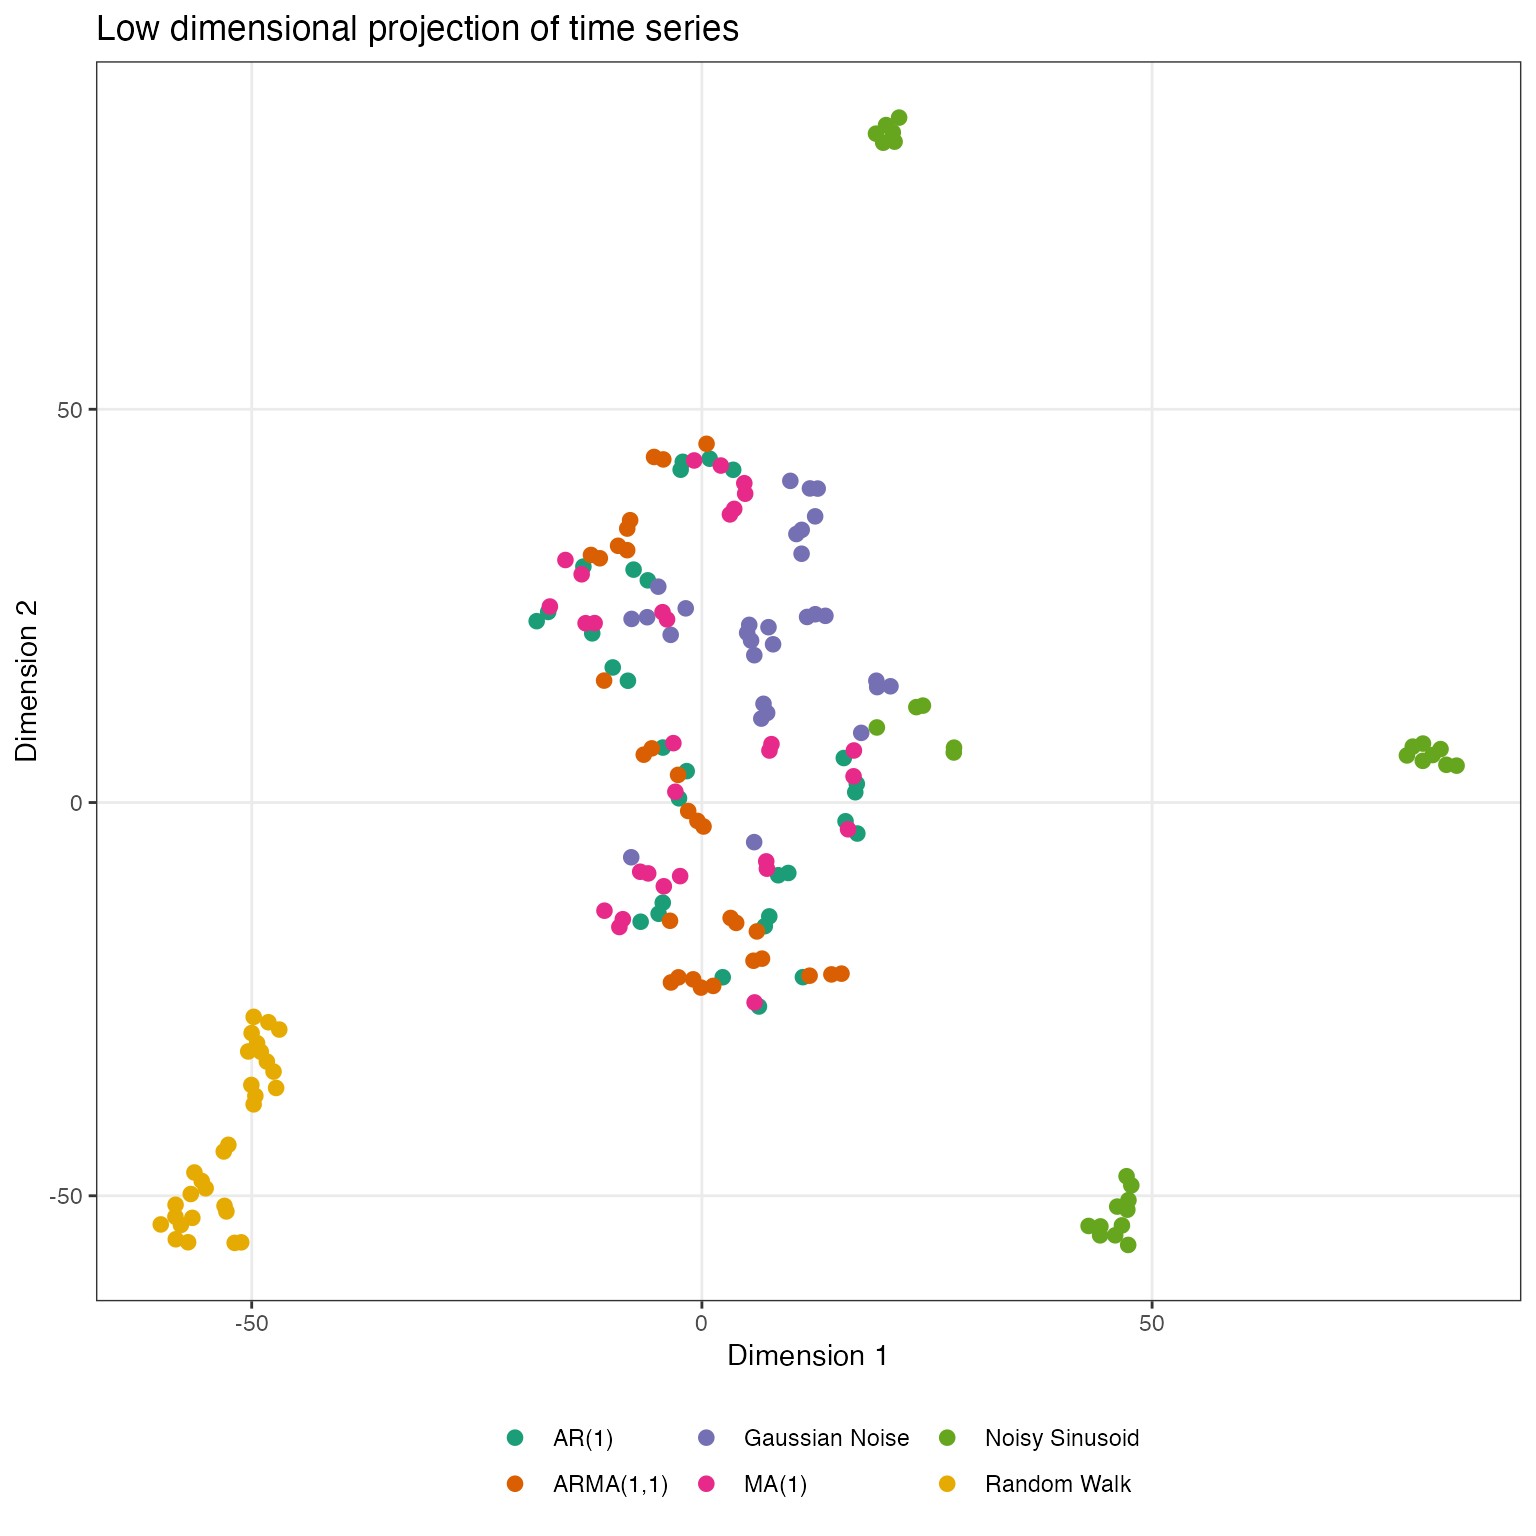 Low dimensional projection of time series
Dimension 2
50
0
-50
-50
0
50
Dimension 1
AR(1)
Gaussian Noise
Noisy Sinusoid
ARMA(1,1)
MA(1)
Random Walk